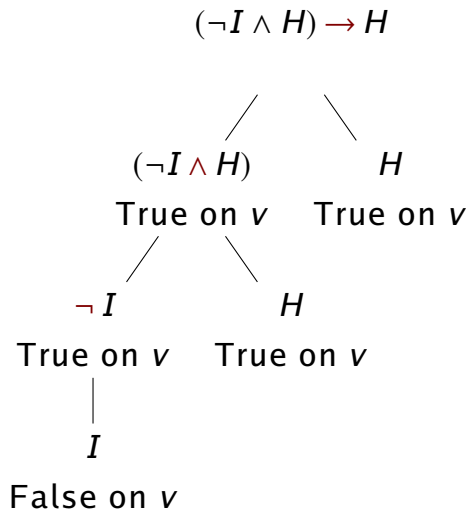 (¬I ∧ H) → H
(¬I ∧ H) H
True on v True on v
¬ I H
True on v True on v
I
False on v